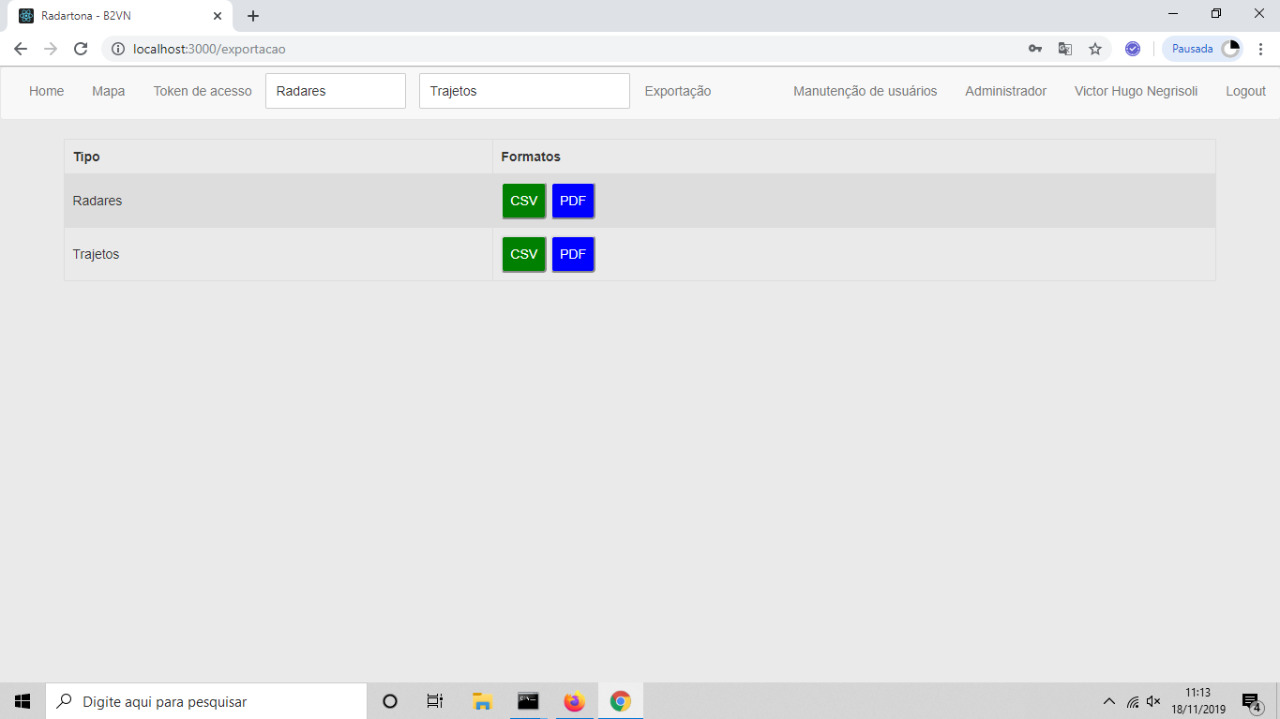 Radartona - B2VN
localhost:3000/exportacao
Pausada
Home Mapa Token de acesso Radares Trajetos Exportação Manutenção de usuários Administrador Victor Hugo Negrisoli Logout
Tipo Formatos
Radares CSV PDF
Trajetos CSV PDF
Digite aqui para pesquisar
11:13
18/11/2019
4